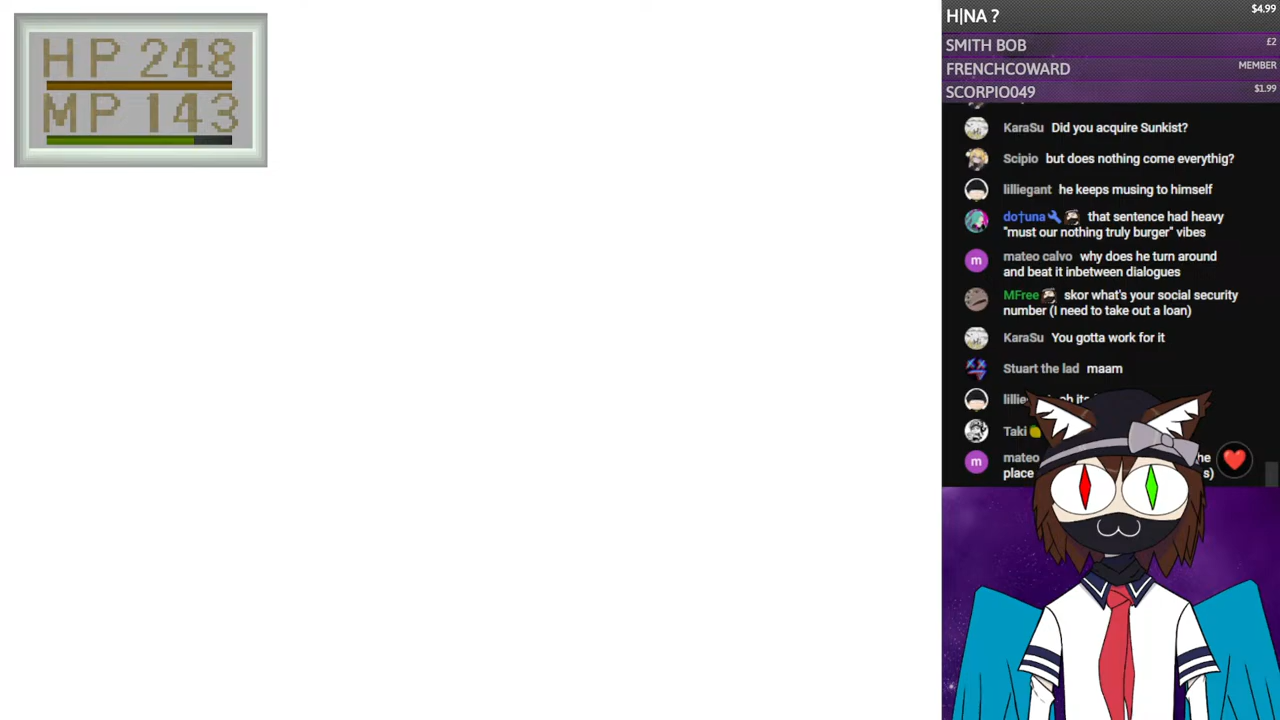 HP 248
MP 143
H|NA ?
$4.99
SMITH BOB
£2
FRENCHCOWARD
MEMBER
SCORPIO049
$1.99
KaraSu Did you acquire Sunkist?
Scipio but does nothing come everythig?
lilliegant he keeps musing to himself
do†una that sentence had heavy
"must our nothing truly burger" vibes
mateo calvo why does he turn around
and beat it inbetween dialogues
MFree skor what's your social security
number (I need to take out a loan)
KaraSu You gotta work for it
Stuart the lad maam
Taki
mateo
place